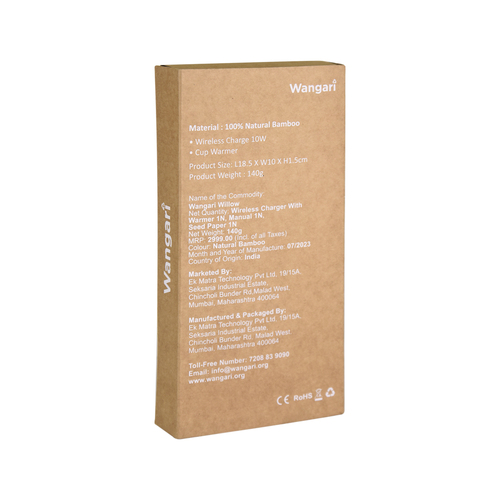 Wangari
Material : 100% Natural Bamboo
• Wireless Charge 10W
• Cup Warmer
Product Size: L18.5 X W10 X H1.5cm
Product Weight : 140g
Name of the Commodity:
Wangari Willow
Net Quantity: Wireless Charger With
Warmer 1N, Manual 1N,
Seed Paper 1N
Net Weight: 140g
MRP: 2999.00 (Incl. of all Taxes)
Colour: Natural Bamboo
Month and Year of Manufacture: 07/2023
Country of Origin: India
Marketed By:
Ek Matra Technology Pvt Ltd. 19/15A,
Seksaria Industrial Estate,
Chincholi Bunder Rd,Malad West.
Mumbai, Maharashtra 400064
Manufactured & Packaged By:
Ek Matra Technology Pvt Ltd. 19/15A,
Seksaria Industrial Estate,
Chincholi Bunder Rd,Malad West.
Mumbai, Maharashtra 400064
Toll-Free Number: 7208 83 9090
Email: info@wangari.org
www.wangari.org
CE RoHS
Wangari